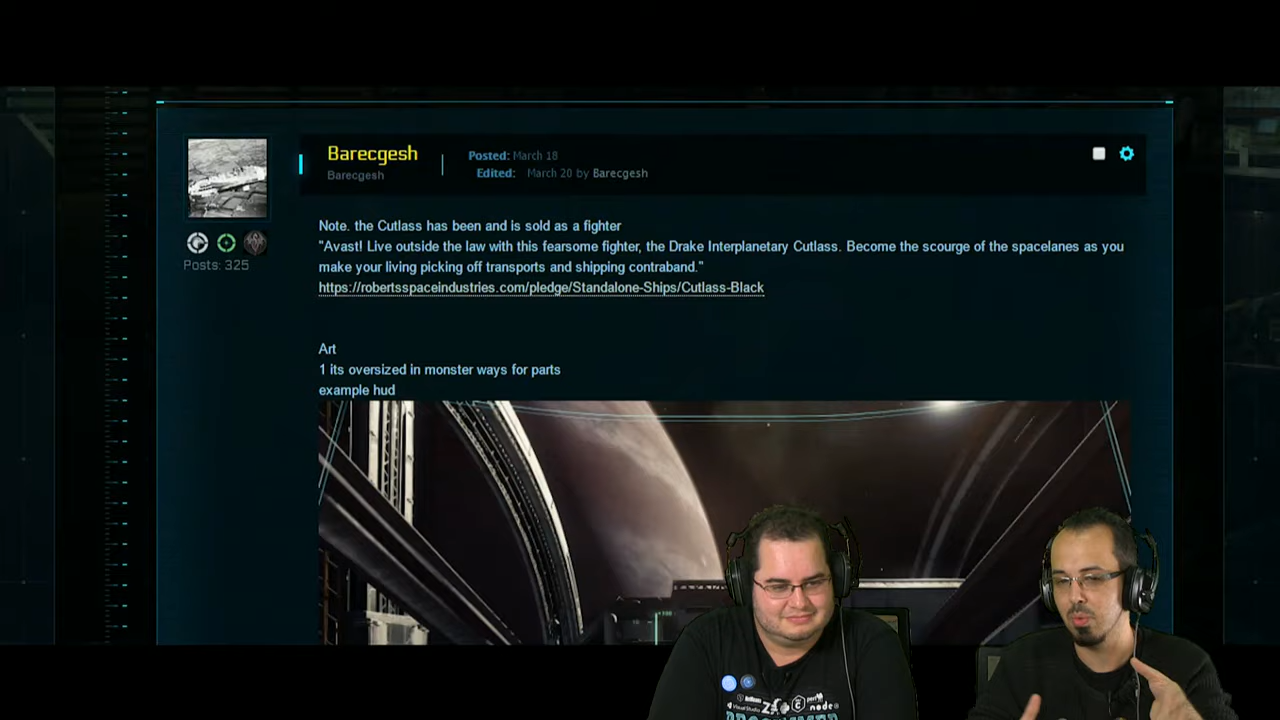 Barecgesh
Barecgesh
Posted: March 18
Edited: March 20 by Barecgesh
Posts: 325
Note. the Cutlass has been and is sold as a fighter
"Avast! Live outside the law with this fearsome fighter, the Drake Interplanetary Cutlass. Become the scourge of the spacelanes as you
make your living picking off transports and shipping contraband."
https://robertsspaceindustries.com/pledge/Standalone-Ships/Cutlass-Black
Art
1 its oversized in monster ways for parts
example hud
node